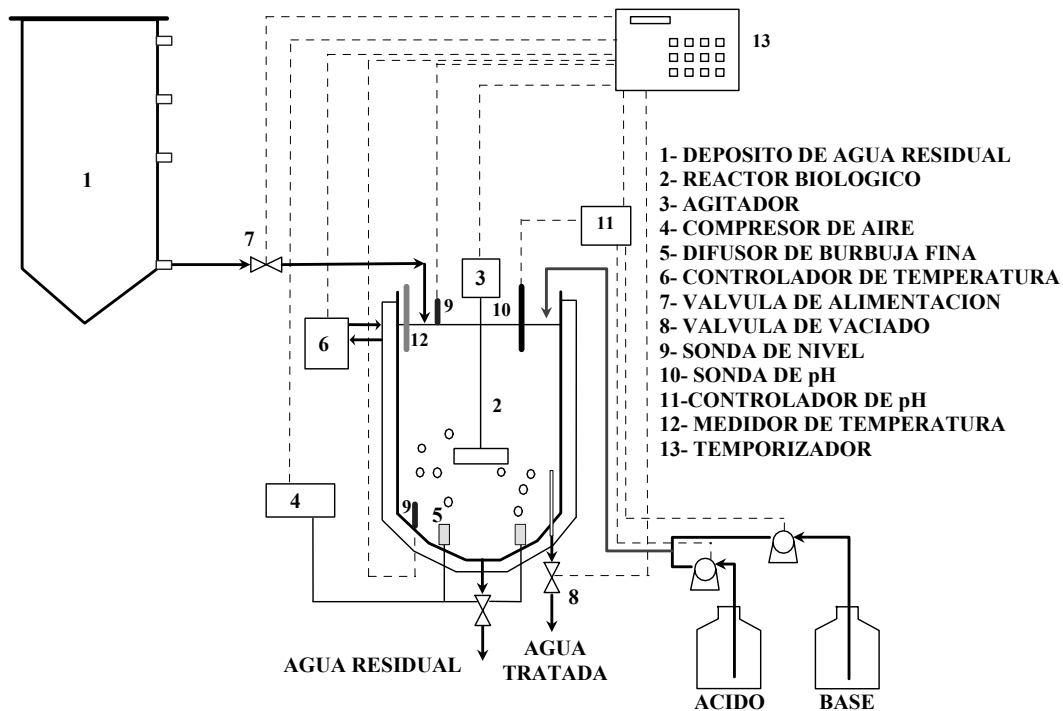 13
1
7
3
11
9
10
6
12
2
4
9
5
8
1- DEPOSITO DE AGUA RESIDUAL
2- REACTOR BIOLOGICO
3- AGITADOR
4- COMPRESOR DE AIRE
5- DIFUSOR DE BURBUJA FINA
6- CONTROLADOR DE TEMPERATURA
7- VALVULA DE ALIMENTACION
8- VALVULA DE VACIADO
9- SONDA DE NIVEL
10- SONDA DE pH
11-CONTROLADOR DE pH
12- MEDIDOR DE TEMPERATURA
13- TEMPORIZADOR
AGUA RESIDUAL
AGUA
TRATADA
ACIDO
BASE